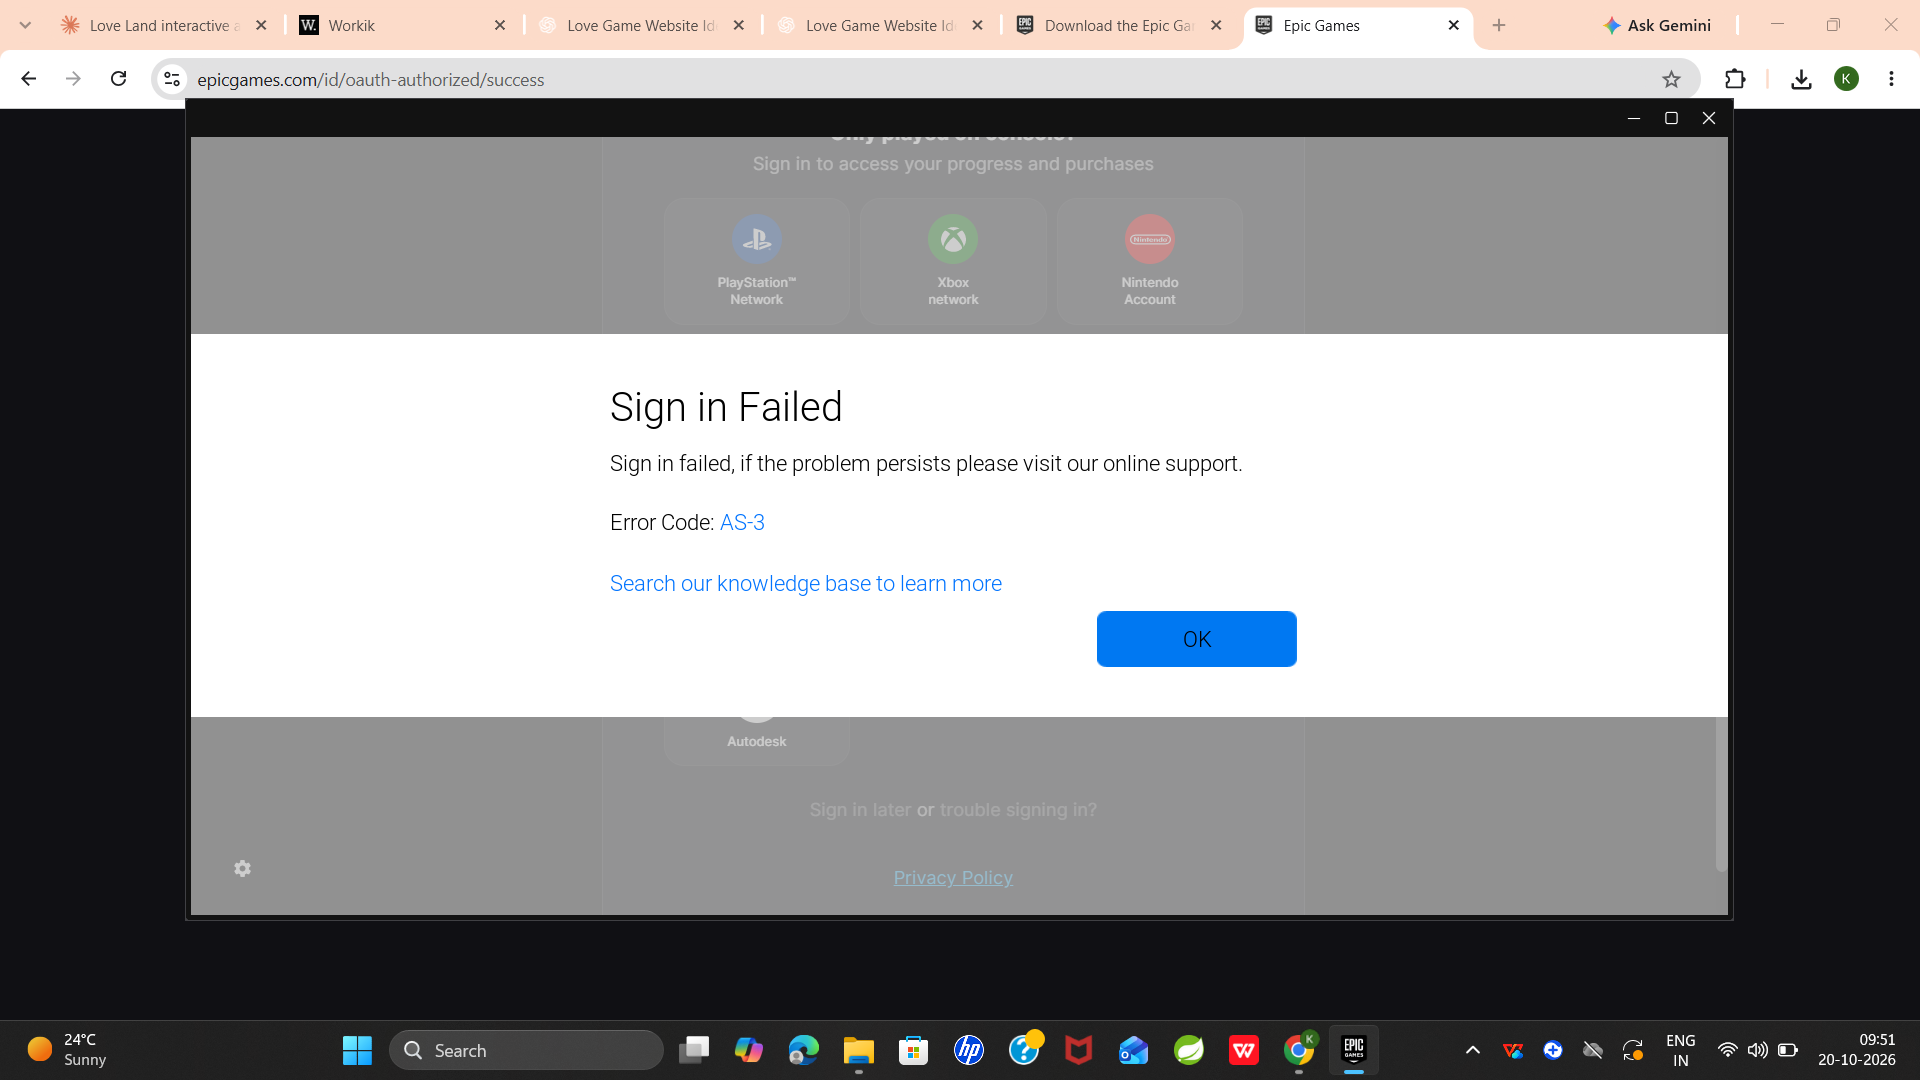 Love Land interactive a
Workik
Love Game Website Id
Love Game Website Id
Download the Epic Ga
Epic Games
Ask Gemini
epicgames.com/id/oauth-authorized/success
K
Sign in to access your progress and purchases
PlayStation™
Network
Xbox
network
Nintendo
Nintendo
Account
Sign in Failed
Sign in failed, if the problem persists please visit our online support.
Error Code: AS-3
Search our knowledge base to learn more
OK
Autodesk
Sign in later or trouble signing in?
Privacy Policy
24°C
Sunny
Search
hp
K
EPIC
GAMES
ENG
IN
09:51
20-10-2026